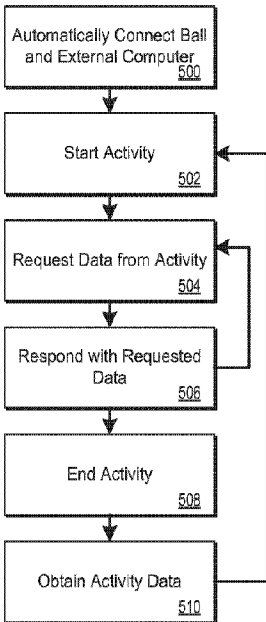 Automatically Connect Ball
and External Computer
500
Start Activity
502
Request Data from Activity
504
Respond with Requested
Data
506
End Activity
508
Obtain Activity Data
510